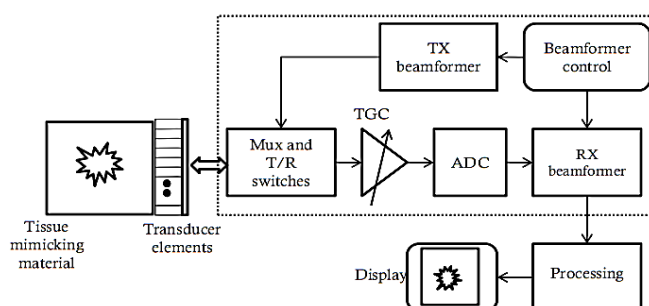 TX
beamformer
Beamformer
control
TGC
Mux and
T/R
switches
ADC
RX
beamformer
Tissue
mimicking
material
Transducer
elements
Display
Processing